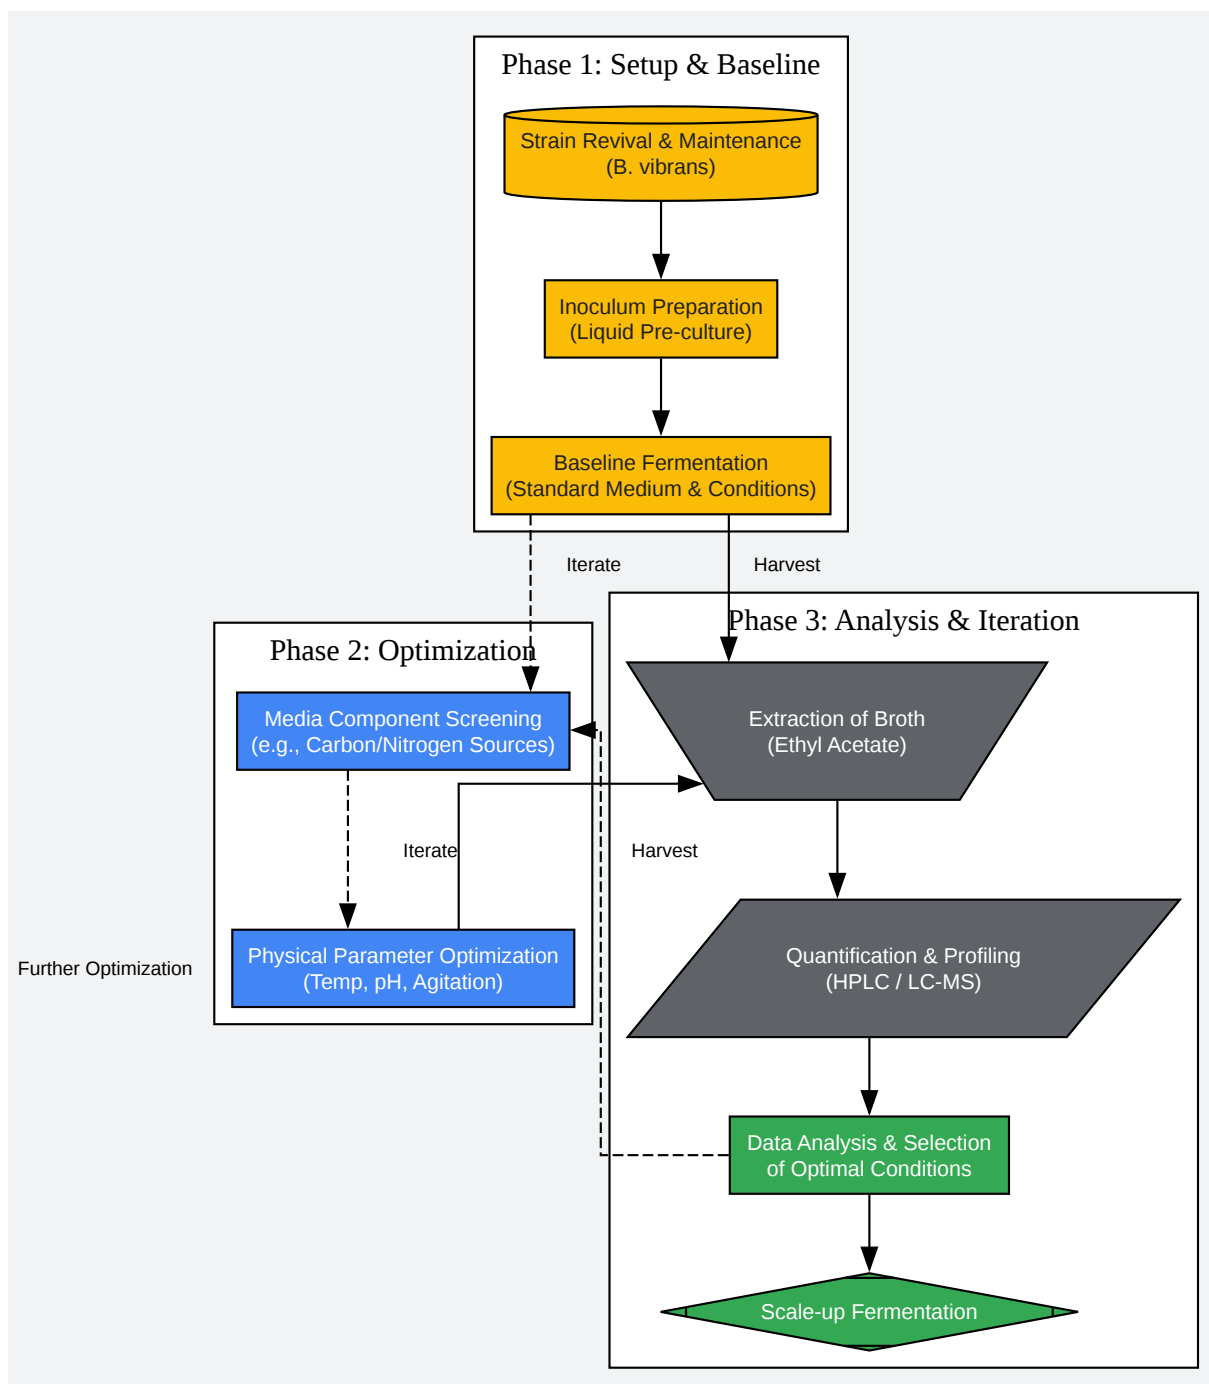 Phase 1: Setup & Baseline
Strain Revival & Maintenance
(B. vibrans)
Inoculum Preparation
(Liquid Pre-culture)
Baseline Fermentation
(Standard Medium & Conditions)
Iterate
Harvest
Phase 2: Optimization
Media Component Screening
(e.g., Carbon/Nitrogen Sources)
Iterate
Physical Parameter Optimization
(Temp, pH, Agitation)
Further Optimization
Harvest
Phase 3: Analysis & Iteration
Extraction of Broth
(Ethyl Acetate)
Quantification & Profiling
(HPLC / LC-MS)
Data Analysis & Selection
of Optimal Conditions
Scale-up Fermentation